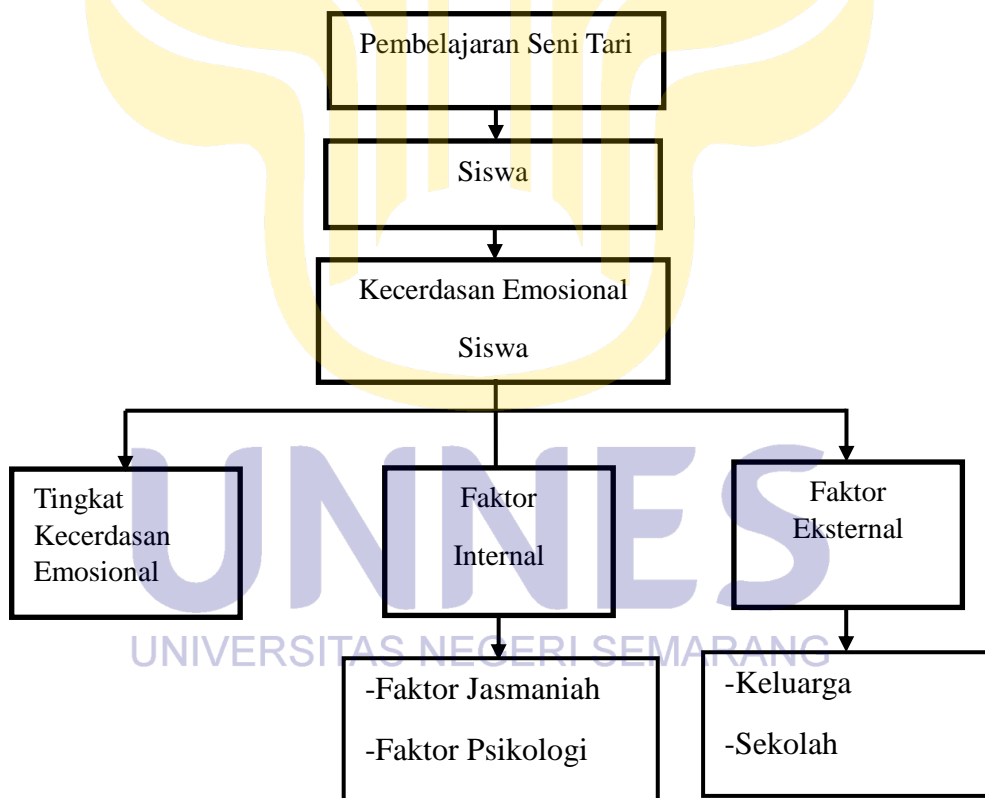 Pembelajaran Seni Tari
Siswa
Kecerdasan Emosional
Siswa
Tingkat
Kecerdasan
Emosional
Faktor
Internal
Faktor
Eksternal
UNNES
UNIVERSITAS NEGERI SEMARANG
-Faktor Jasmaniah
-Faktor Psikologi
-Keluarga
-Sekolah